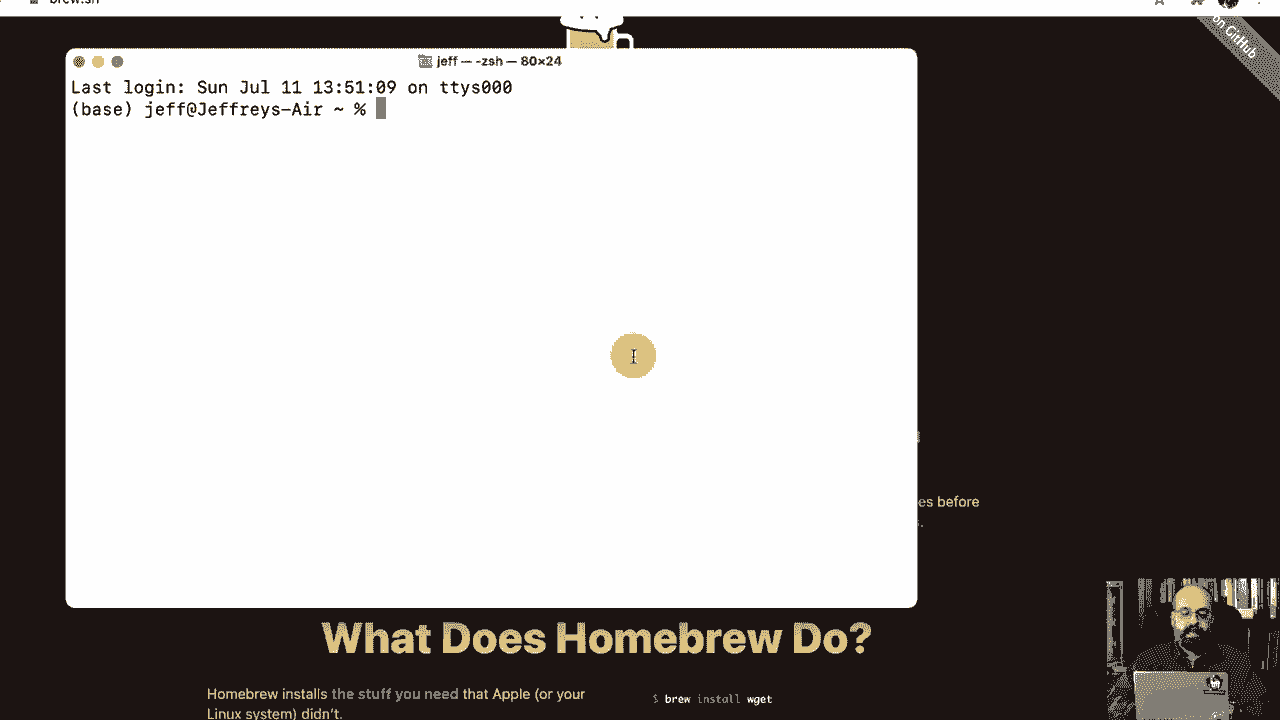 brew.sh
on GitHub
jeff — -zsh — 80×24
Last login: Sun Jul 11 13:51:09 on ttys000
(base) jeff@Jeffreys-Air ~ %
es before
s.
What Does Homebrew Do?
Homebrew installs the stuff you need that Apple (or your
Linux system) didn't.
$ brew install wget